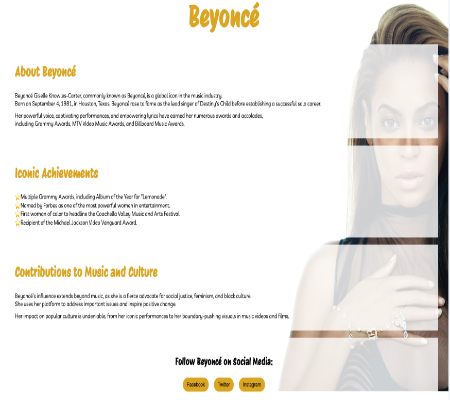 Beyoncé
About Beyoncé
Beyoncé Giselle Knowles-Carter, commonly known as Beyoncé, is a global icon in the music industry.
Born on September 4, 1981, in Houston, Texas, Beyoncé rose to fame as the lead singer of Destiny's Child before establishing a successful solo career.
Her powerful voice, captivating performances, and empowering lyrics have earned her numerous awards and accolades,
including Grammy Awards, MTV Video Music Awards, and Billboard Music Awards.
Iconic Achievements
Multiple Grammy Awards, including Album of the Year for "Lemonade".
Named by Forbes as one of the most powerful women in entertainment.
First woman of color to headline the Coachella Valley Music and Arts Festival.
Recipient of the Michael Jackson Video Vanguard Award.
Contributions to Music and Culture
Beyoncé's influence extends beyond music, as she is a fierce advocate for social justice, feminism, and black culture.
She uses her platform to address important issues and inspire positive change.
Her impact on popular culture is undeniable, from her iconic performances to her boundary-pushing visuals in music videos and films.
Follow Beyoncé on Social Media:
Facebook Twitter Instagram